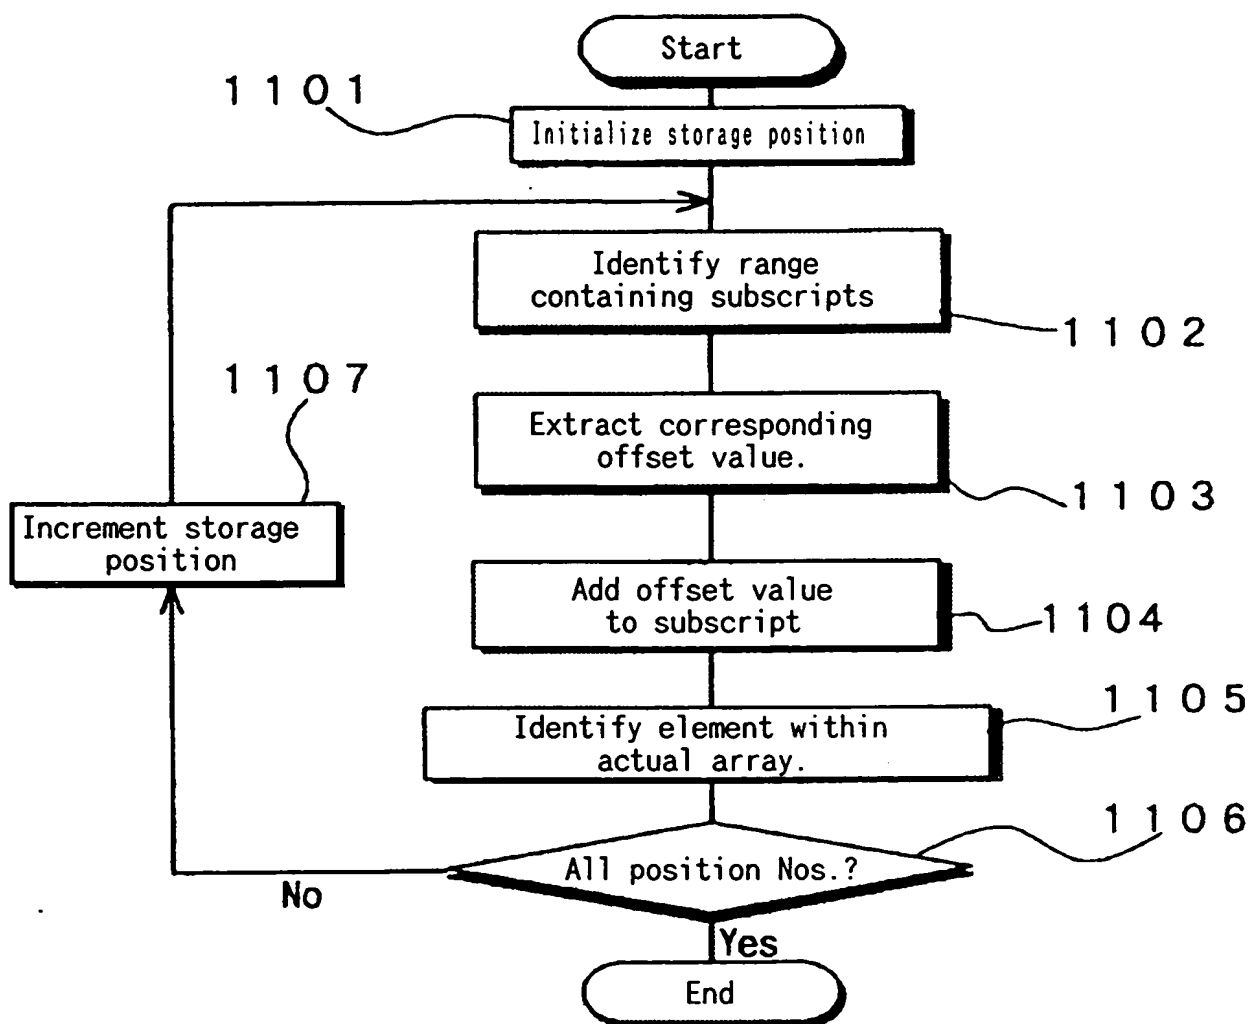 Start
1101
Initialize storage position
Identify range
containing subscripts
1102
1107
Extract corresponding
offset value.
1103
Increment storage
position
Add offset value
to subscript
1104
1105
Identify element within
actual array.
1106
All position Nos.?
No
Yes
End